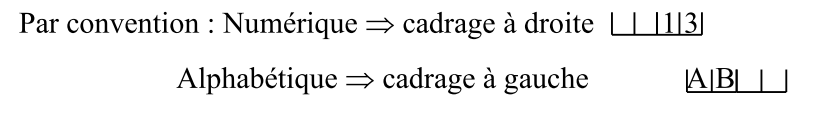 Par convention : Numérique ⇒ cadrage à droite |_|_|1|3|
Alphabétique ⇒ cadrage à gauche |A|B|_|_|